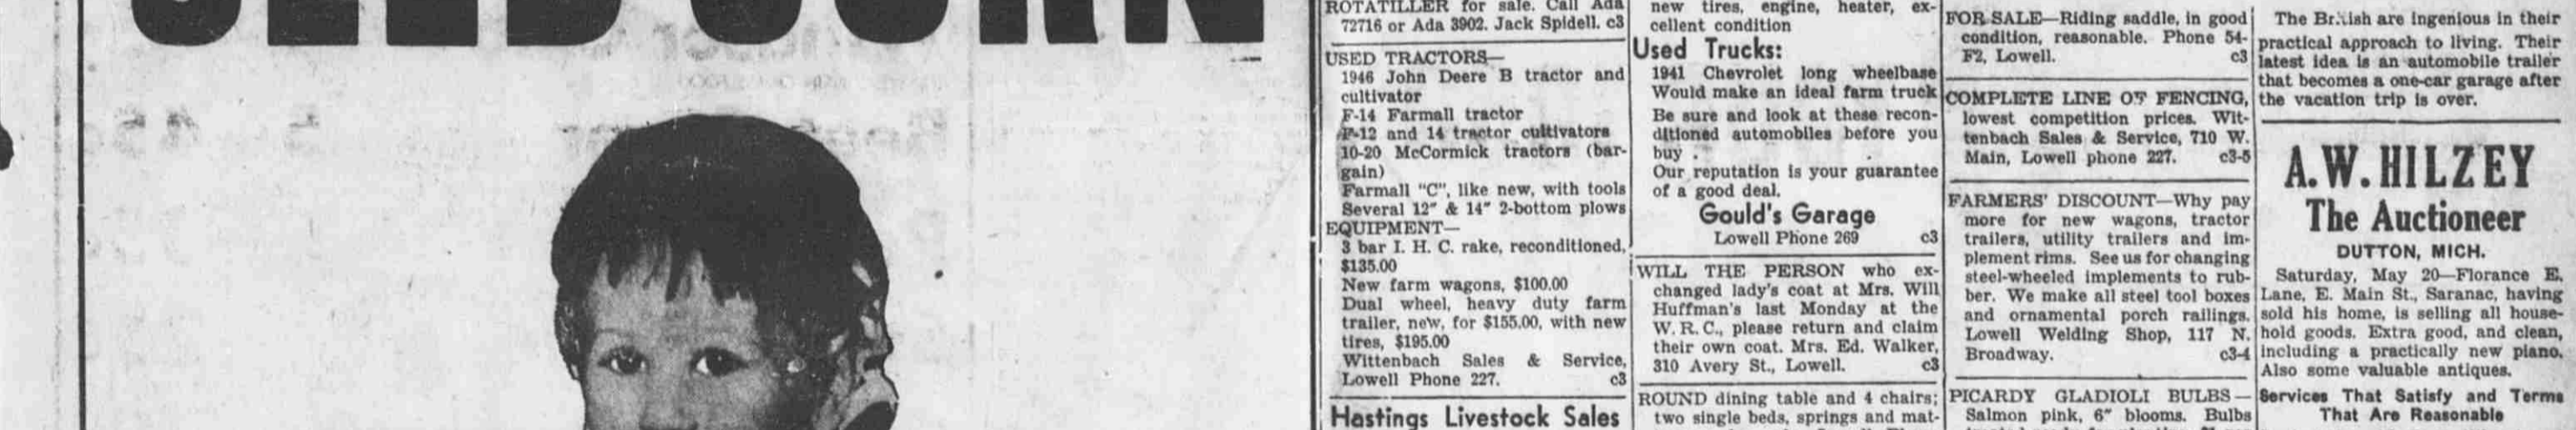 ROTATILLER for sale. Call Ada
72716 or Ada 3902. Jack Spidell. c3
USED TRACTORS—
1946 John Deere B tractor and
cultivator
F-14 Farmall tractor
F-12 and 14 tractor cultivators
10-20 McCormick tractors (bar-
gain)
Farmall "C", like new, with tools
Several 12" & 14" 2-bottom plows
EQUIPMENT—
3 bar I. H. C. rake, reconditioned,
$135.00
New farm wagons, $100.00
Dual wheel, heavy duty farm
trailer, new, for $155.00, with new
tires, $195.00
Wittenbach Sales & Service,
Lowell Phone 227. c3
Hastings Livestock Sales
new tires, engine, heater, ex-
cellent condition
Used Trucks:
1941 Chevrolet long wheelbase
Would make an ideal farm truck
Be sure and look at these recon-
ditioned automobiles before you
buy .
Our reputation is your guarantee
of a good deal.
Gould's Garage
Lowell Phone 269 c3
WILL THE PERSON who ex-
changed lady's coat at Mrs. Will
Huffman's last Monday at the
W. R. C., please return and claim
their own coat. Mrs. Ed. Walker,
310 Avery St., Lowell. c3
ROUND dining table and 4 chairs;
two single beds, springs and mat-
FOR SALE—Riding saddle, in good
condition, reasonable. Phone 54-
F2, Lowell. c3
COMPLETE LINE OF FENCING,
lowest competition prices. Wit-
tenbach Sales & Service, 710 W.
Main, Lowell phone 227. c3-5
FARMERS' DISCOUNT—Why pay
more for new wagons, tractor
trailers, utility trailers and im-
plement rims. See us for changing
steel-wheeled implements to rub-
ber. We make all steel tool boxes
and ornamental porch railings.
Lowell Welding Shop, 117 N.
Broadway. c3-4
PICARDY GLADIOLI BULBS—
Salmon pink, 6" blooms. Bulbs
The British are ingenious in their
practical approach to living. Their
latest idea is an automobile trailer
that becomes a one-car garage after
the vacation trip is over.
A.W. HILZEY
The Auctioneer
DUTTON, MICH.
Saturday, May 20—Florance E.
Lane, E. Main St., Saranac, having
sold his home, is selling all house-
hold goods. Extra good, and clean,
including a practically new piano.
Also some valuable antiques.
Services That Satisfy and Terms
That Are Reasonable